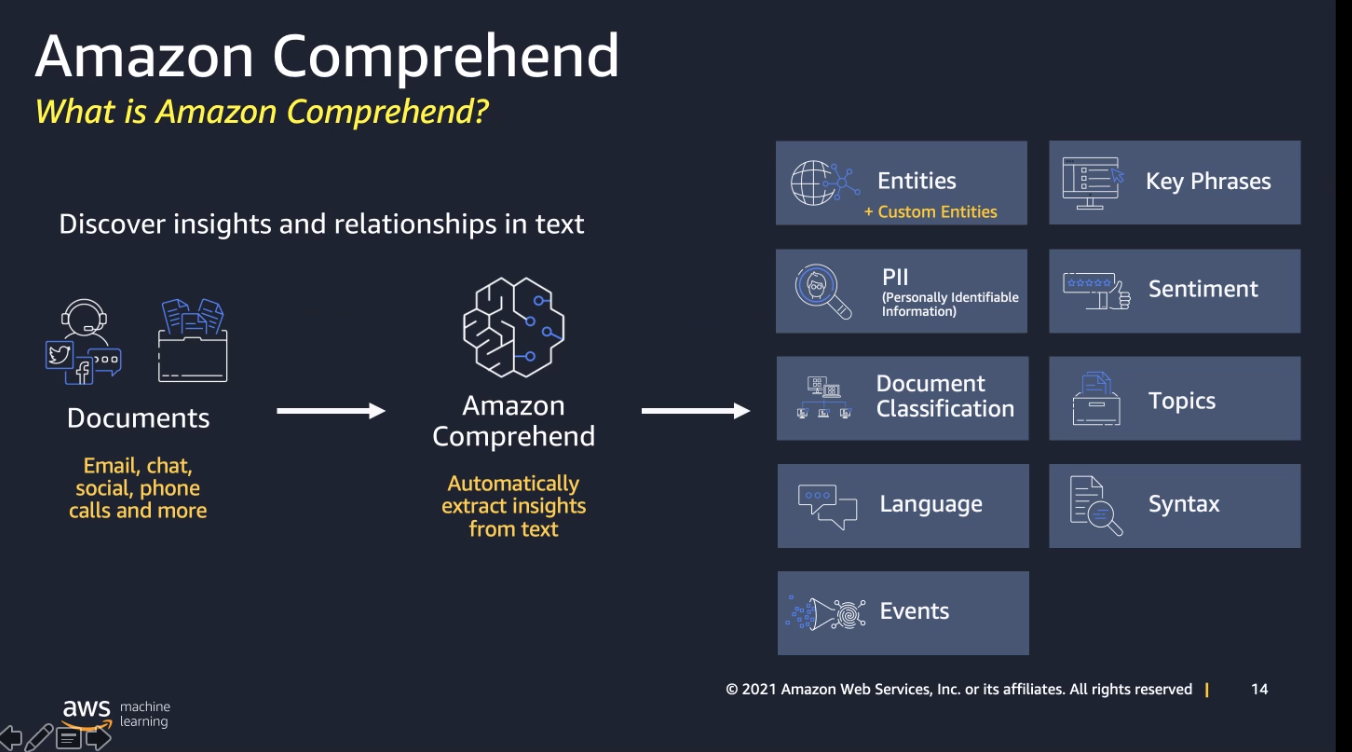 Amazon Comprehend
What is Amazon Comprehend?
Discover insights and relationships in text
Documents
Email, chat,
social, phone
calls and more
Amazon
Comprehend
Automatically
extract insights
from text
Entities
+ Custom Entities
Key Phrases
PII
(Personally Identifiable
Information)
Sentiment
Document
Classification
Topics
Language
Syntax
Events
© 2021 Amazon Web Services, Inc. or its affiliates. All rights reserved |
14
aws machine
learning